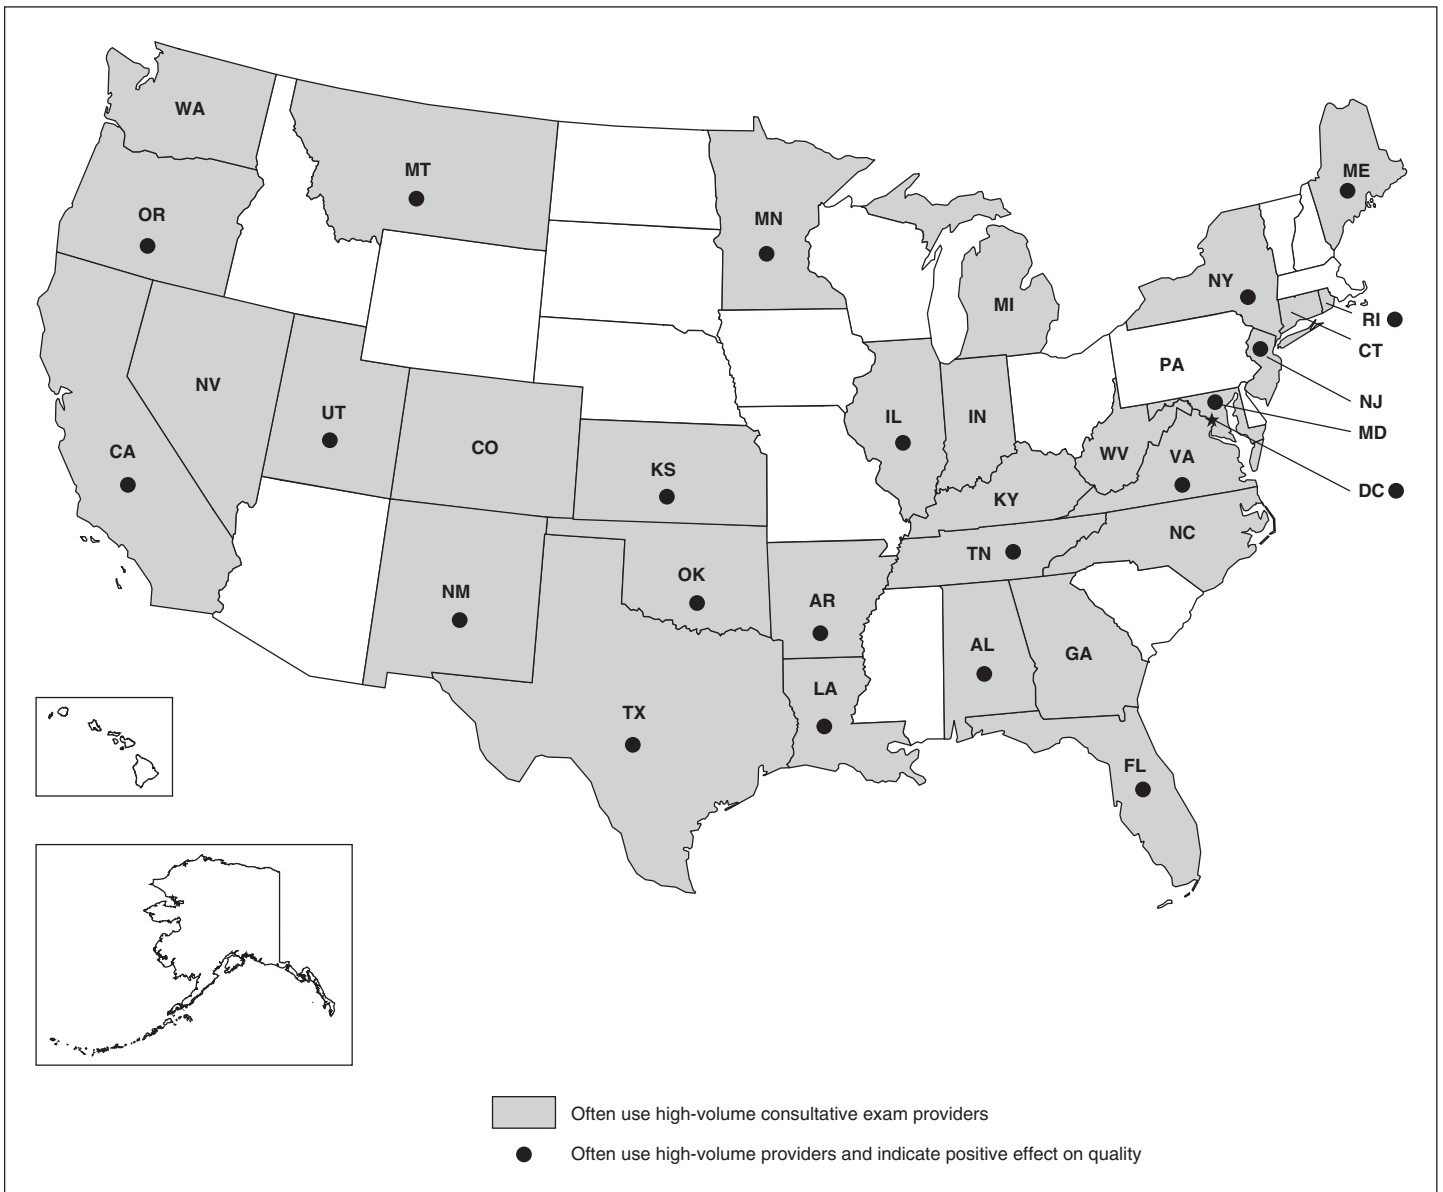 WA
MT
ME
OR
MN
NY
MI
RI
CT
PA
NV
UT
IL
IN
NJ
MD
CO
CA
WV
VA
KS
DC
KY
NC
TN
OK
NM
AR
AL
GA
LA
TX
FL
Often use high-volume consultative exam providers
Often use high-volume providers and indicate positive effect on quality